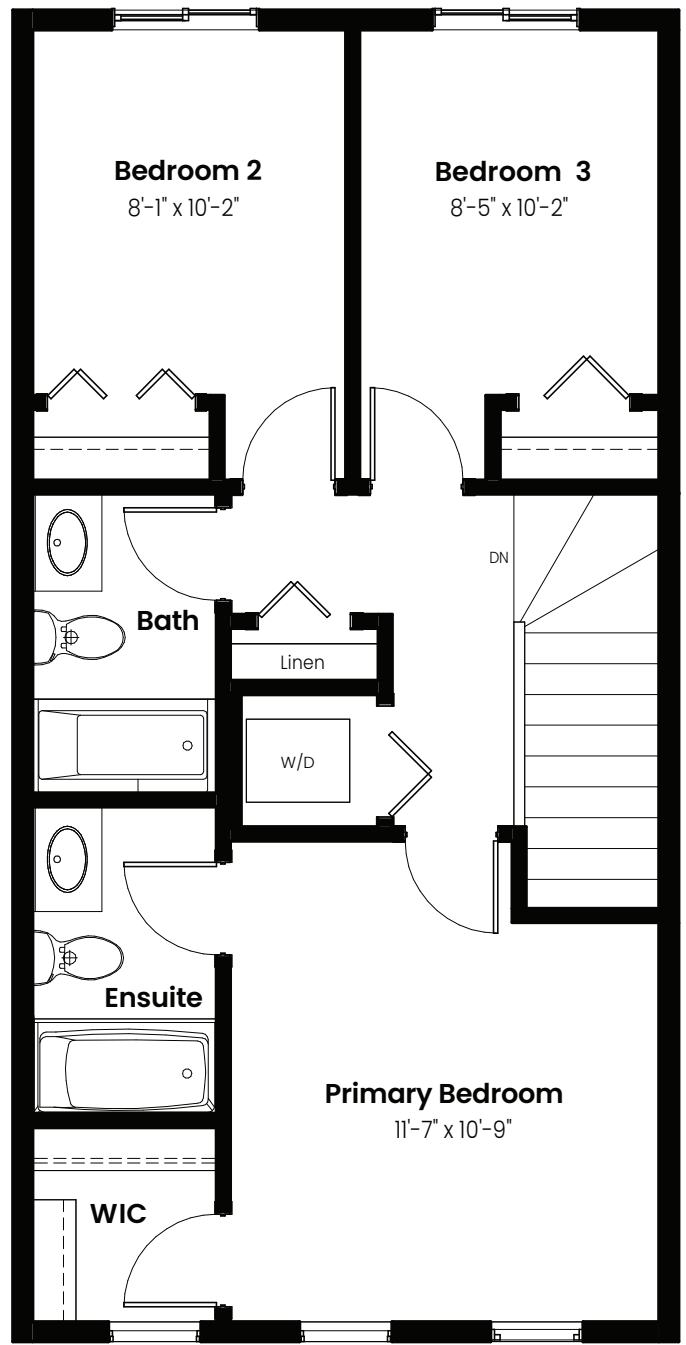 Bedroom 2
8'-1" x 10'-2"
Bedroom 3
8'-5" x 10'-2"
DN
Bath
Linen
W/D
Ensuite
Primary Bedroom
11'-7" x 10'-9"
WIC